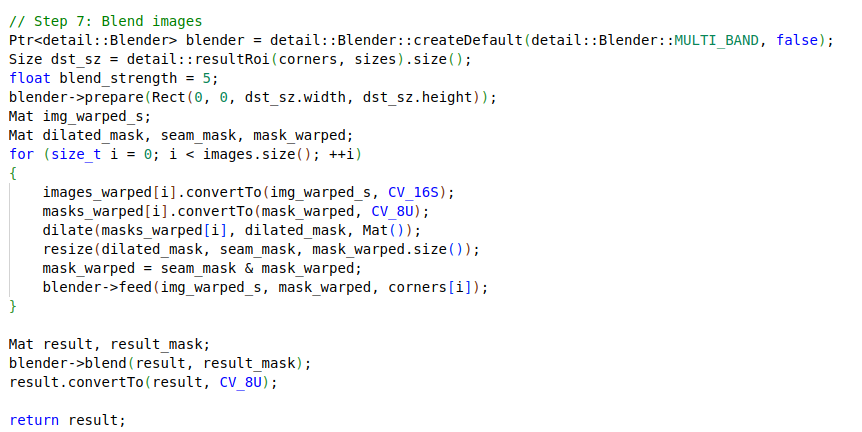 // Step 7: Blend images
Ptr<detail::Blender> blender = detail::Blender::createDefault(detail::Blender::MULTI_BAND, false);
Size dst_sz = detail::resultRoi(corners, sizes).size();
float blend_strength = 5;
blender->prepare(Rect(0, 0, dst_sz.width, dst_sz.height));
Mat img_warped_s;
Mat dilated_mask, seam_mask, mask_warped;
for (size_t i = 0; i < images.size(); ++i)
{
    images_warped[i].convertTo(img_warped_s, CV_16S);
    masks_warped[i].convertTo(mask_warped, CV_8U);
    dilate(masks_warped[i], dilated_mask, Mat());
    resize(dilated_mask, seam_mask, mask_warped.size());
    mask_warped = seam_mask & mask_warped;
    blender->feed(img_warped_s, mask_warped, corners[i]);
}

Mat result, result_mask;
blender->blend(result, result_mask);
result.convertTo(result, CV_8U);

return result;